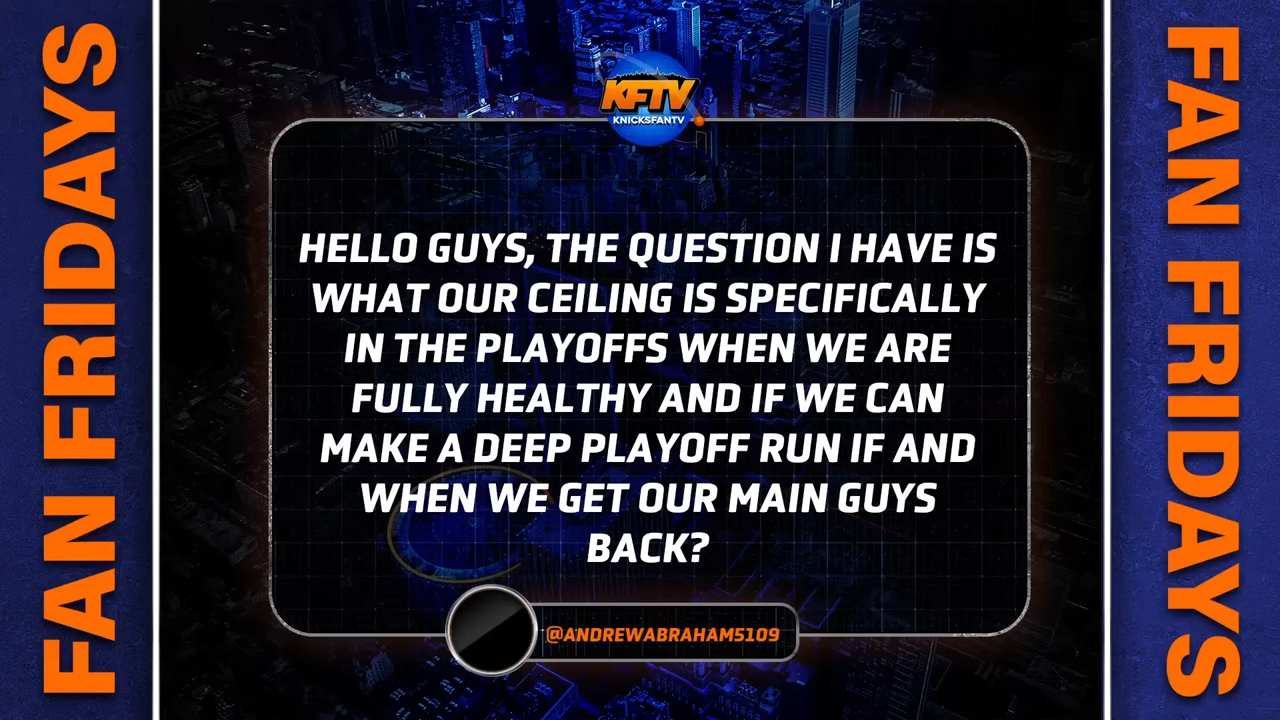 FAN FRIDAYS
KFTV
KNICKSFANTV
HELLO GUYS, THE QUESTION I HAVE IS
WHAT OUR CEILING IS SPECIFICALLY
IN THE PLAYOFFS WHEN WE ARE
FULLY HEALTHY AND IF WE CAN
MAKE A DEEP PLAYOFF RUN IF AND
WHEN WE GET OUR MAIN GUYS
BACK?
@ANDREWABRAHAM5109
FAN FRIDAYS